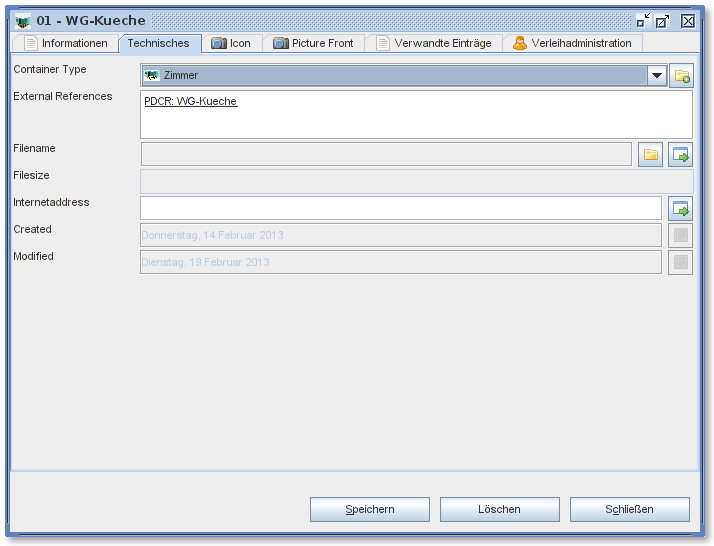 01 - WG-Kueche
Informationen Technisches Icon Picture Front Verwandte Einträge Verleihadministration
Container Type Zimmer
External References PDCR: WG-Kueche
Filename
Filesize
Internetaddress
Created Donnerstag, 14 Februar 2013
Modified Dienstag, 19 Februar 2013
Speichern Löschen Schließen